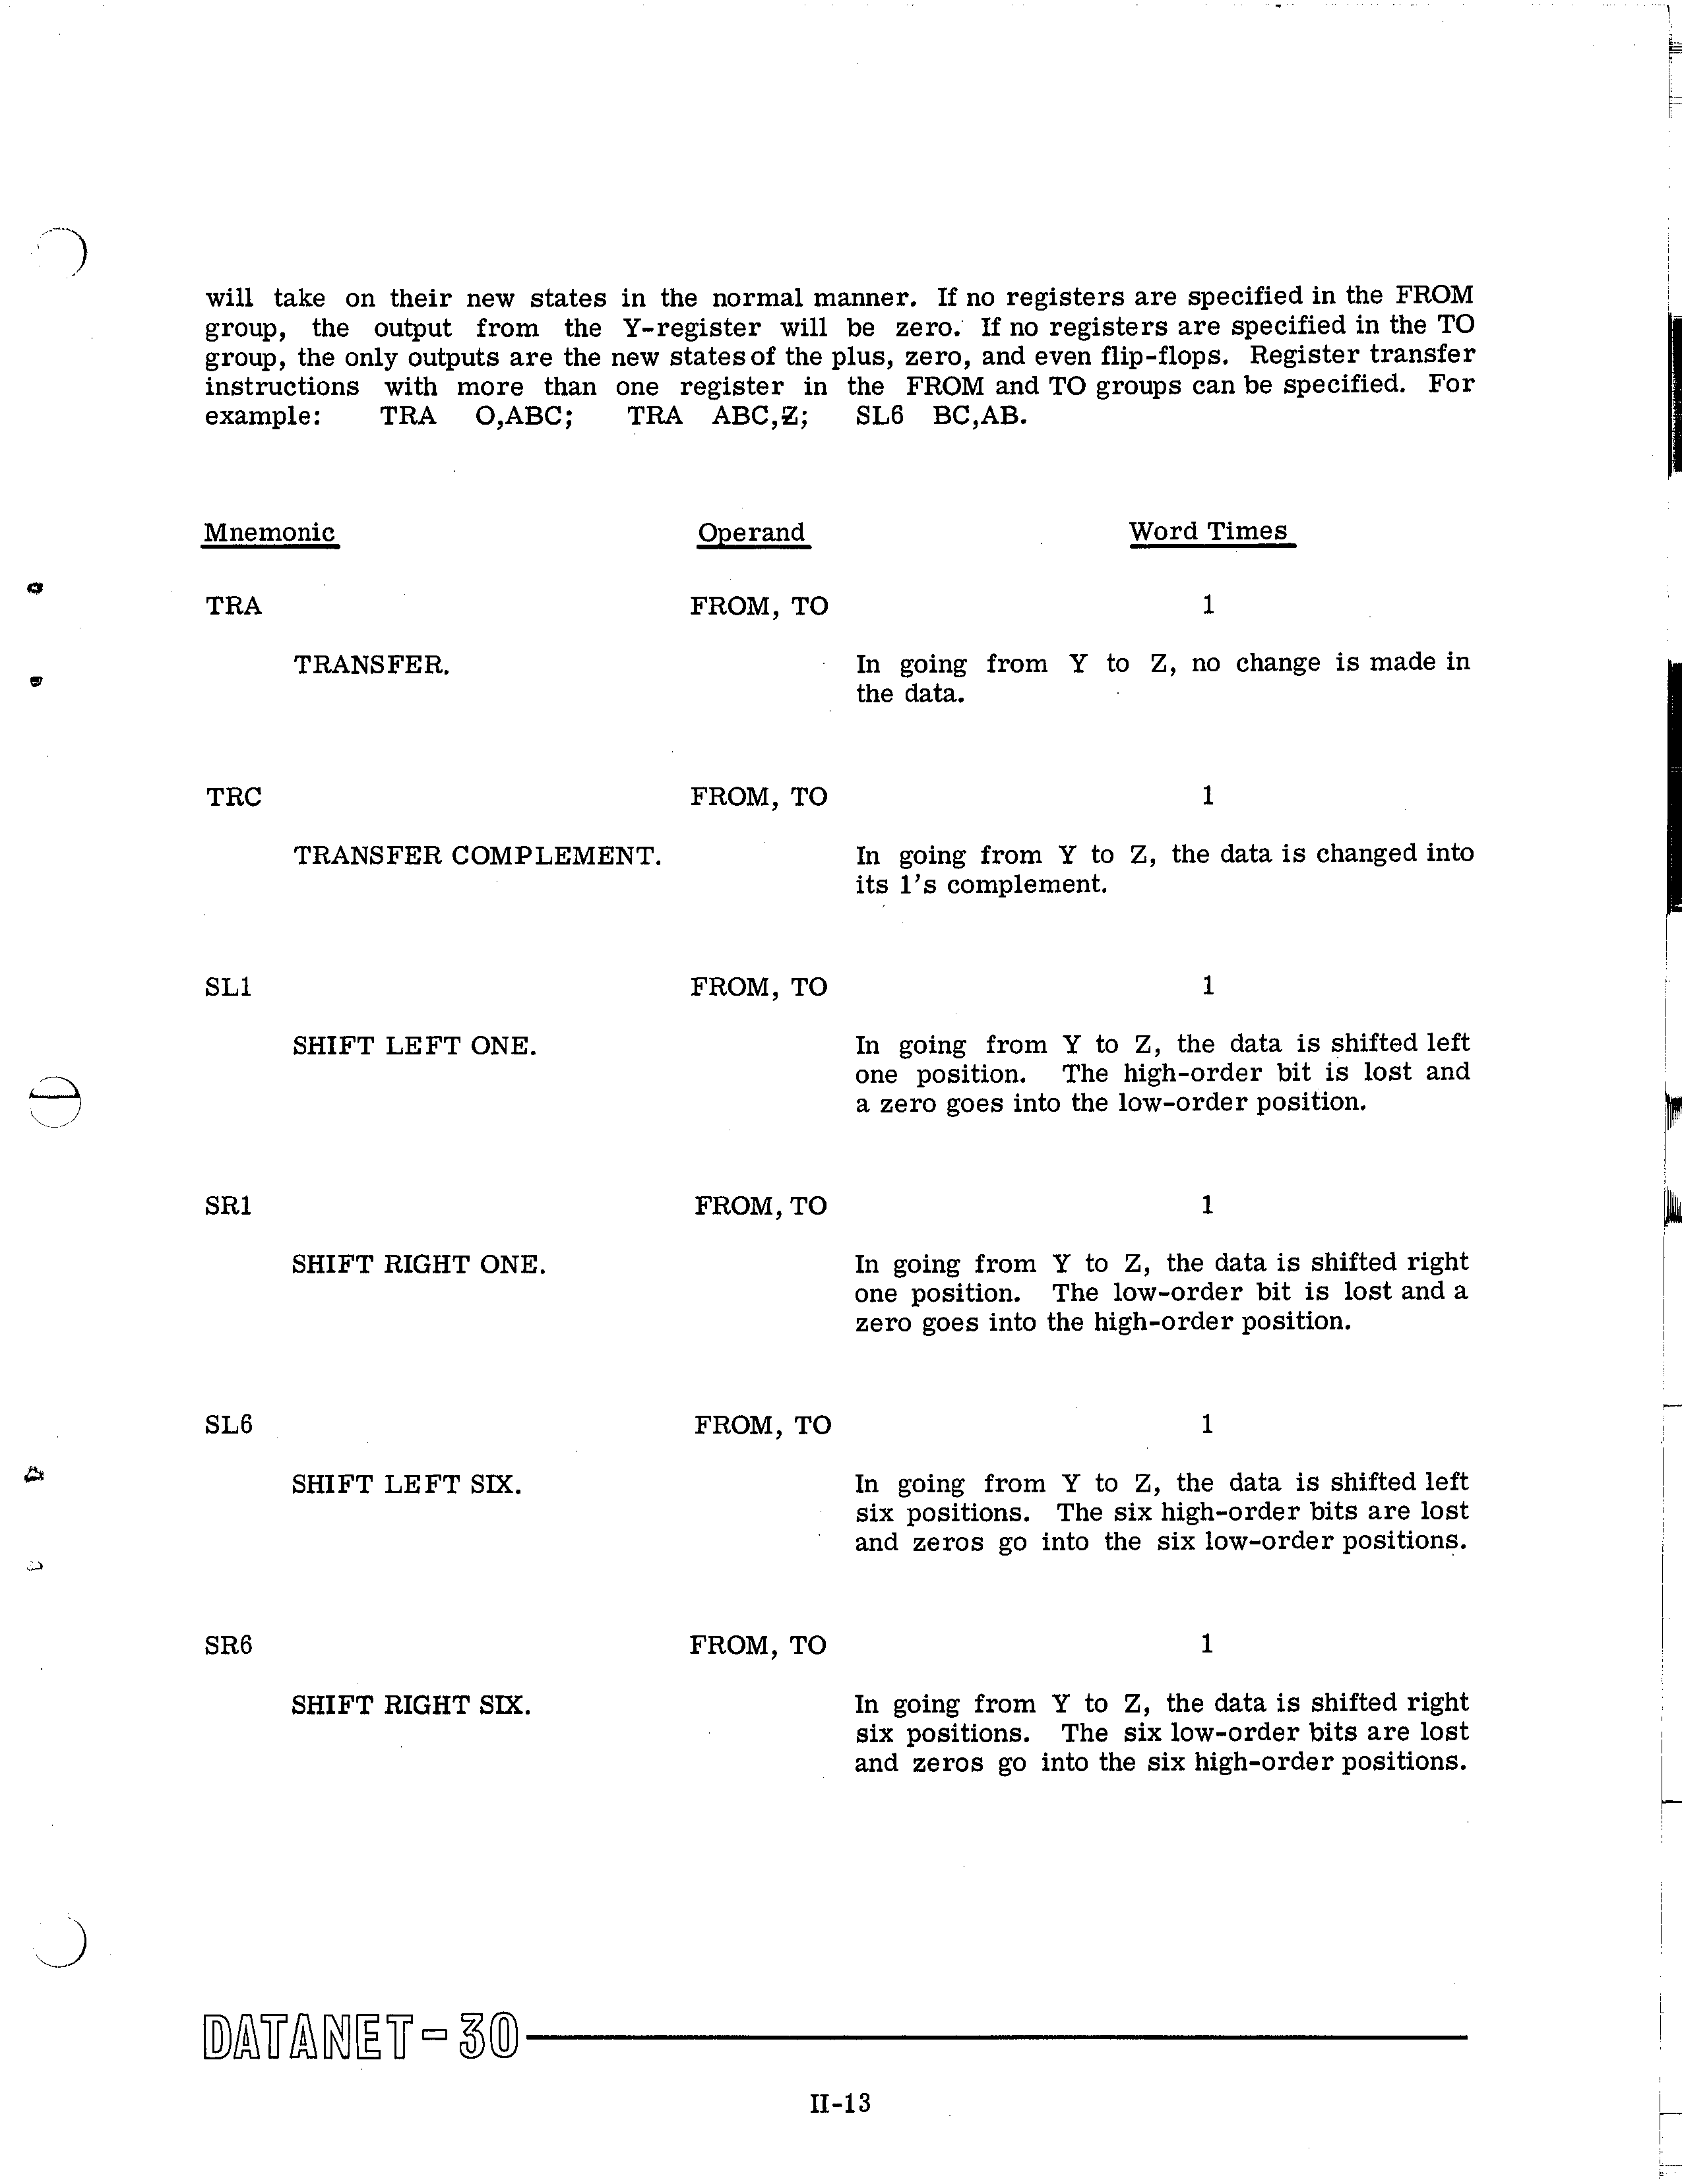 will take on their new states in the normal manner. If no registers are specified in the FROM
group, the output from the Y-register will be zero. If no registers are specified in the TO
group, the only outputs are the new states of the plus, zero, and even flip-flops. Register transfer
instructions with more than one register in the FROM and TO groups can be specified. For
example: TRA O,ABC; TRA ABC,Z; SL6 BC,AB.
Mnemonic Operand Word Times
TRA FROM, TO 1
TRANSFER. In going from Y to Z, no change is made in
the data.
TRC FROM, TO 1
TRANSFER COMPLEMENT. In going from Y to Z, the data is changed into
its 1's complement.
SL1 FROM, TO 1
SHIFT LEFT ONE. In going from Y to Z, the data is shifted left
one position. The high-order bit is lost and
a zero goes into the low-order position.
SR1 FROM, TO 1
SHIFT RIGHT ONE. In going from Y to Z, the data is shifted right
one position. The low-order bit is lost and a
zero goes into the high-order position.
SL6 FROM, TO 1
SHIFT LEFT SIX. In going from Y to Z, the data is shifted left
six positions. The six high-order bits are lost
and zeros go into the six low-order positions.
SR6 FROM, TO 1
SHIFT RIGHT SIX. In going from Y to Z, the data is shifted right
six positions. The six low-order bits are lost
and zeros go into the six high-order positions.
DATANET-30
II-13